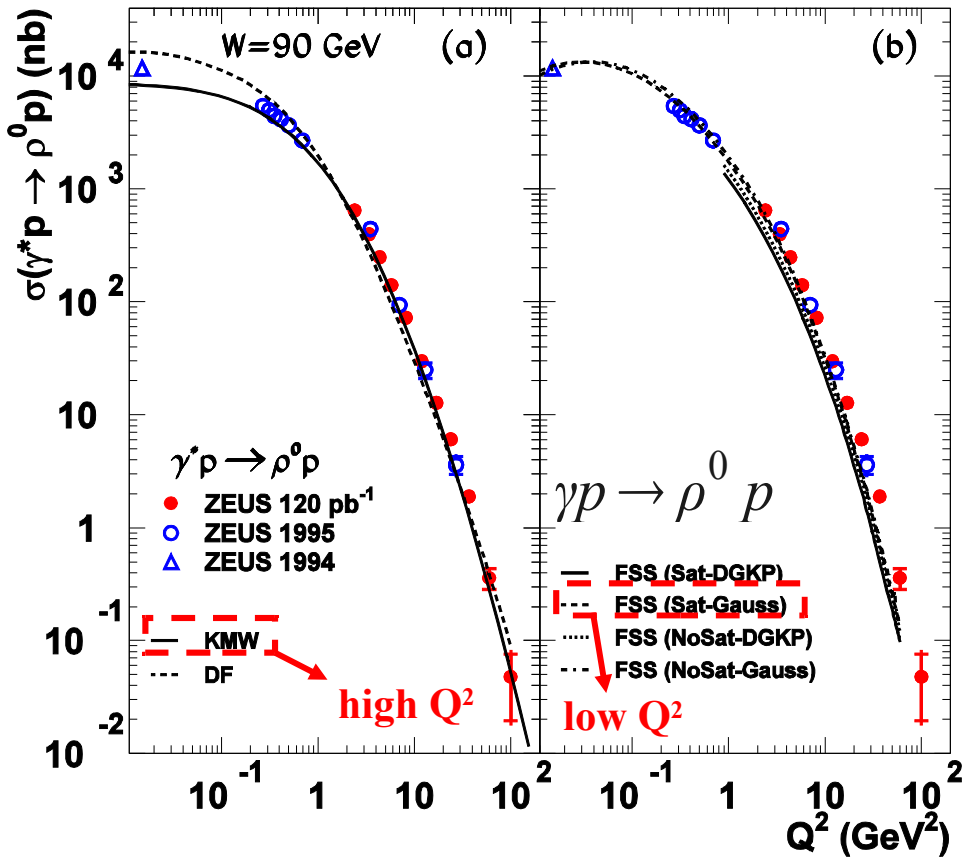 σ(γ*p → ρ⁰p) (nb)
10⁴
10³
10²
10
1
10⁻¹
10⁻²
W=90 GeV
(a)
γ*p → ρ⁰p
ZEUS 120 pb⁻¹
ZEUS 1995
ZEUS 1994
KMW
DF
high Q²
10⁻¹
1
10
10²
(b)
γp → ρ⁰ p
FSS (Sat-DGKP)
FSS (Sat-Gauss)
FSS (NoSat-DGKP)
FSS (NoSat-Gauss)
low Q²
10⁻¹
1
10
10²
Q² (GeV²)